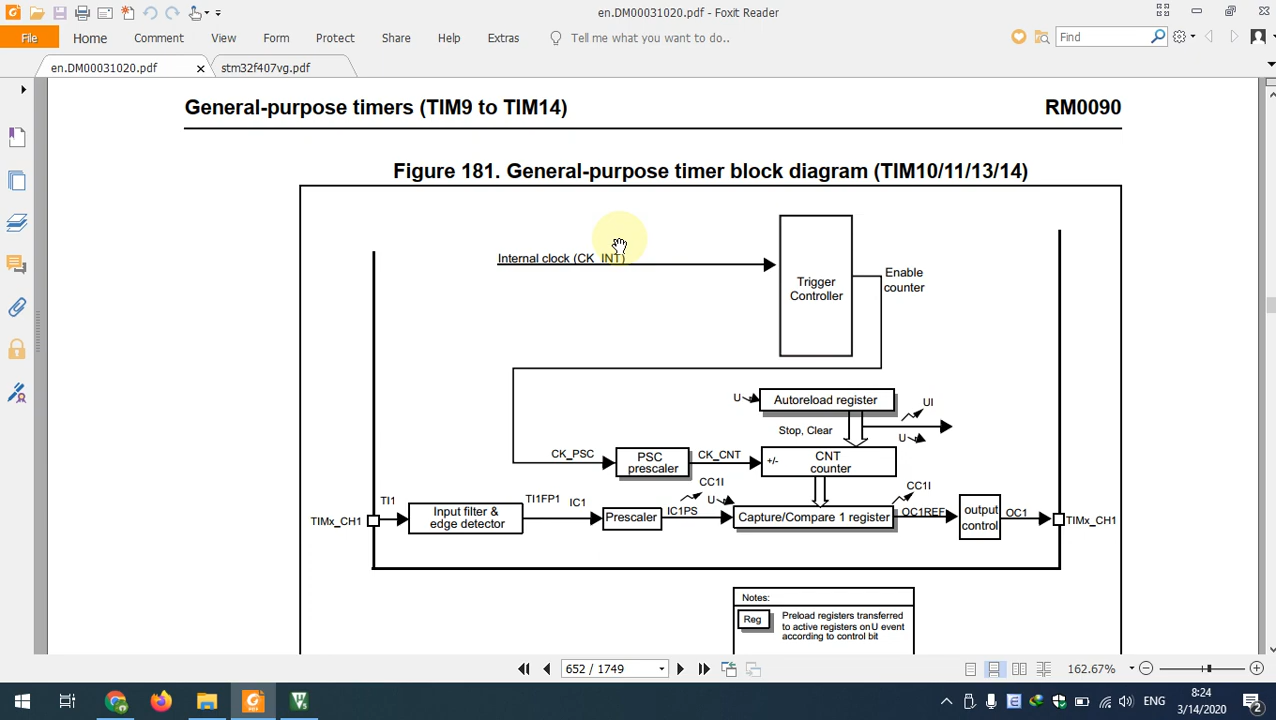 en.DM00031020.pdf - Foxit Reader
File Home Comment View Form Protect Share Help Extras Tell me what you want to do.. Find
en.DM00031020.pdf stm32f407vg.pdf
General-purpose timers (TIM9 to TIM14) RM0090
Figure 181. General-purpose timer block diagram (TIM10/11/13/14)
Internal clock (CK_INT)
Trigger
Controller
Enable
counter
Autoreload register
U
UI
Stop, Clear
U
CK_PSC
PSC
prescaler
CK_CNT
+/-
CNT
counter
CC1I
U
CC1I
TI1
TIMx_CH1
Input filter &
edge detector
TI1FP1
IC1
Prescaler
IC1PS
Capture/Compare 1 register
OC1REF
output
control
OC1
TIMx_CH1
Notes:
Reg
Preload registers transferred
to active registers on U event
according to control bit
652 / 1749
162.67%
ENG
8:24
3/14/2020
2